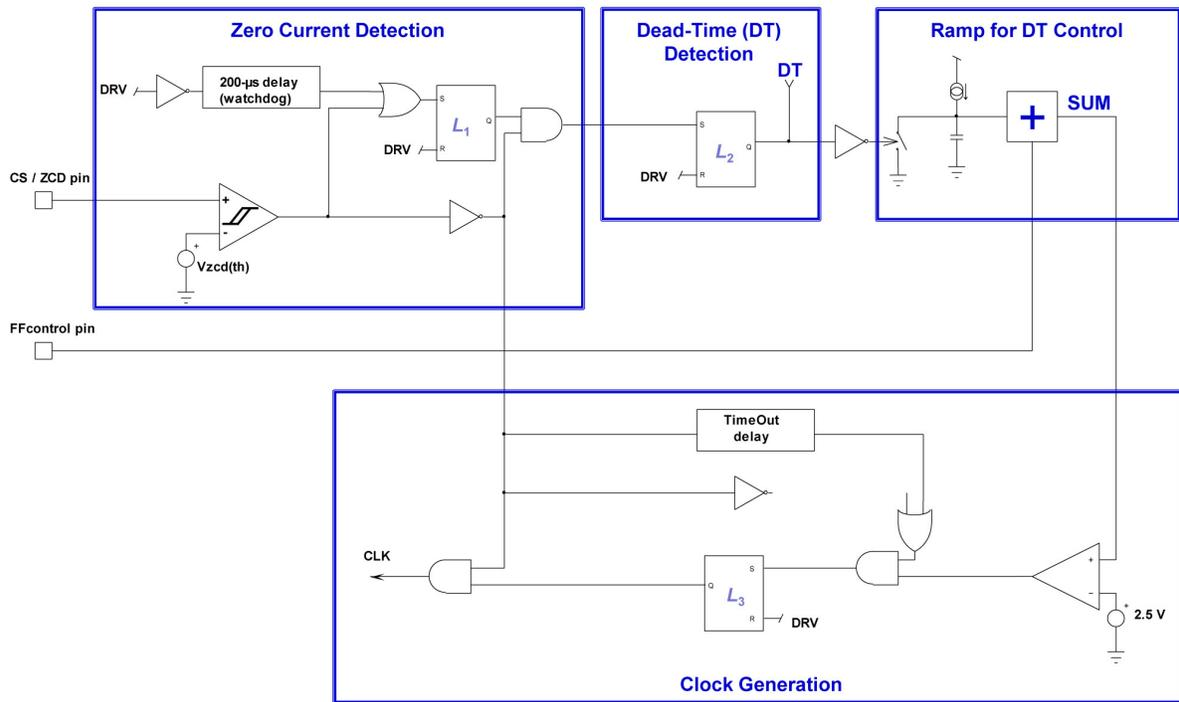 Zero Current Detection
Dead-Time (DT)
Detection
Ramp for DT Control
DRV
200-µs delay
(watchdog)
S
Q
R
L1
DRV
DT
S
Q
R
L2
DRV
+
SUM
CS / ZCD pin
+
-
+
Vzcd(th)
FFcontrol pin
TimeOut
delay
CLK
Q
S
R
L3
DRV
+
–
+
2.5 V
Clock Generation